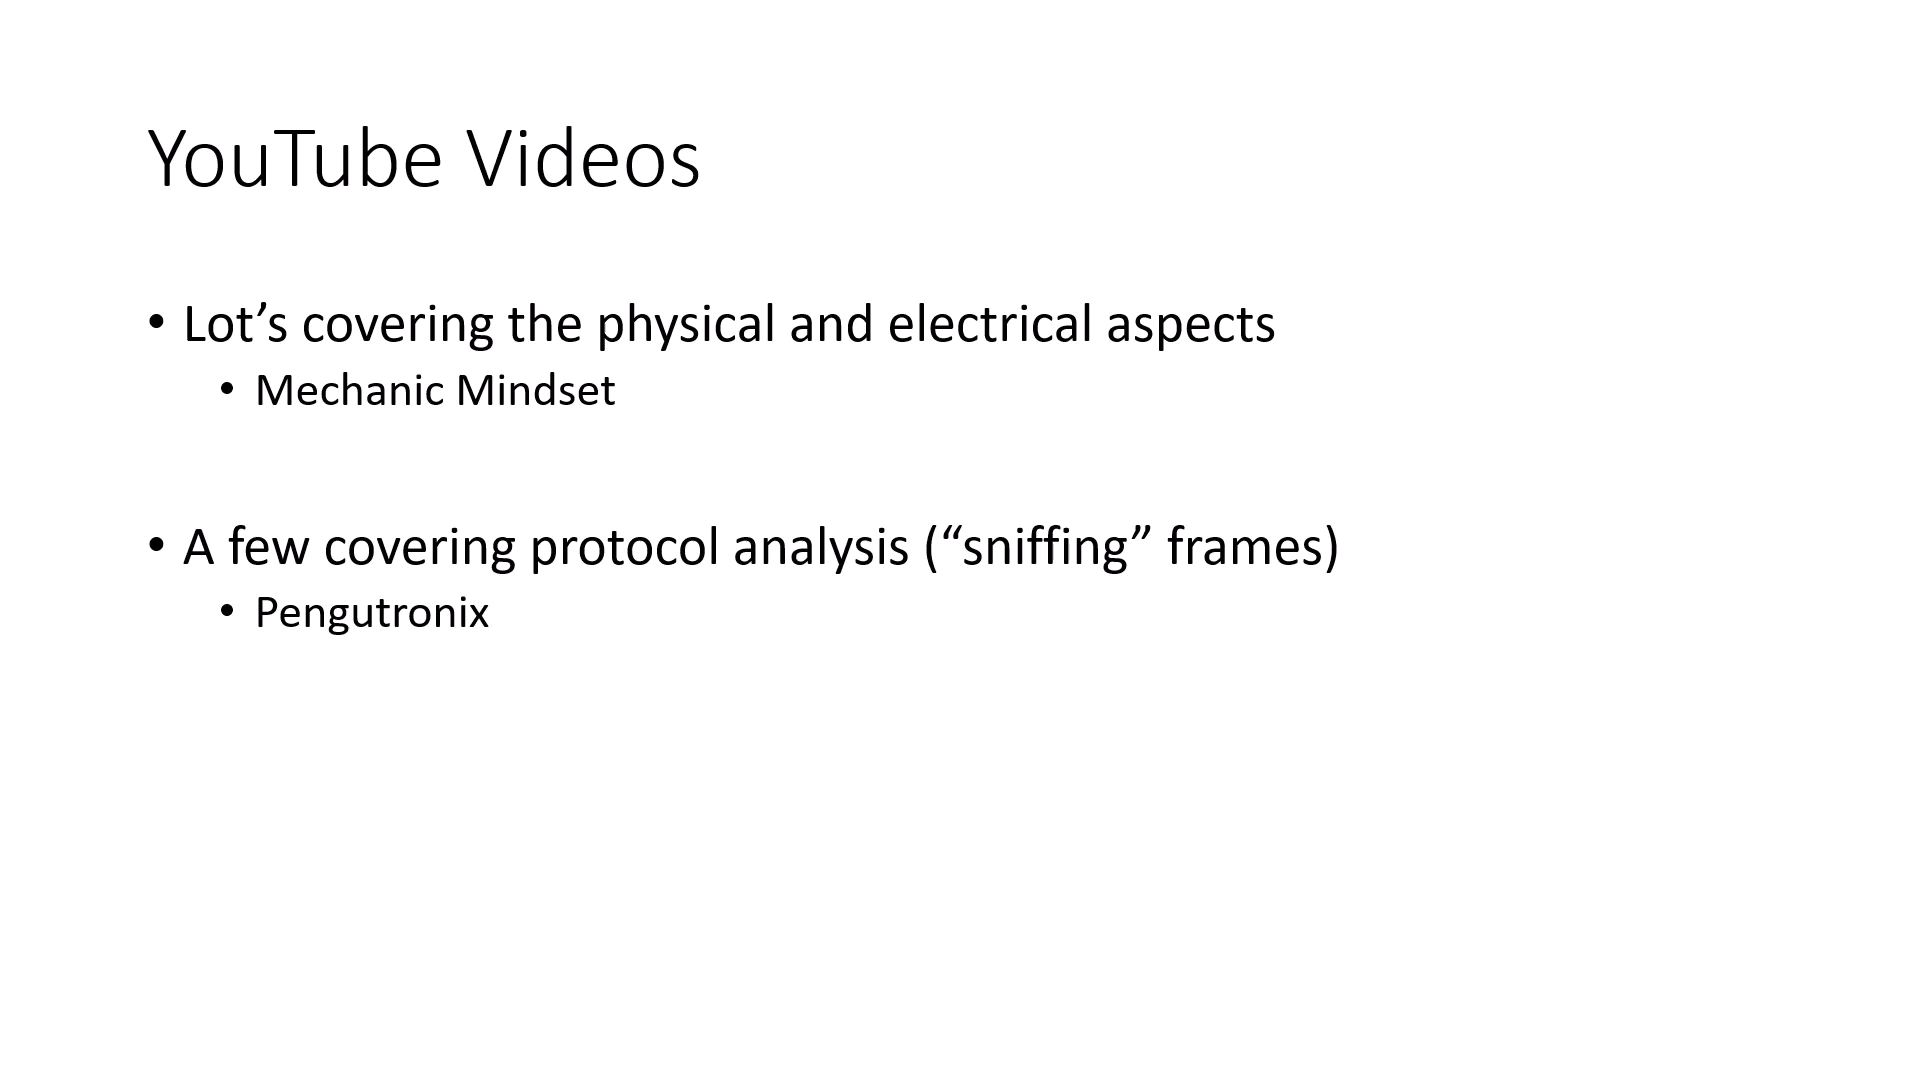 YouTube Videos
• Lot’s covering the physical and electrical aspects
• Mechanic Mindset
• A few covering protocol analysis (“sniffing” frames)
• Pengutronix